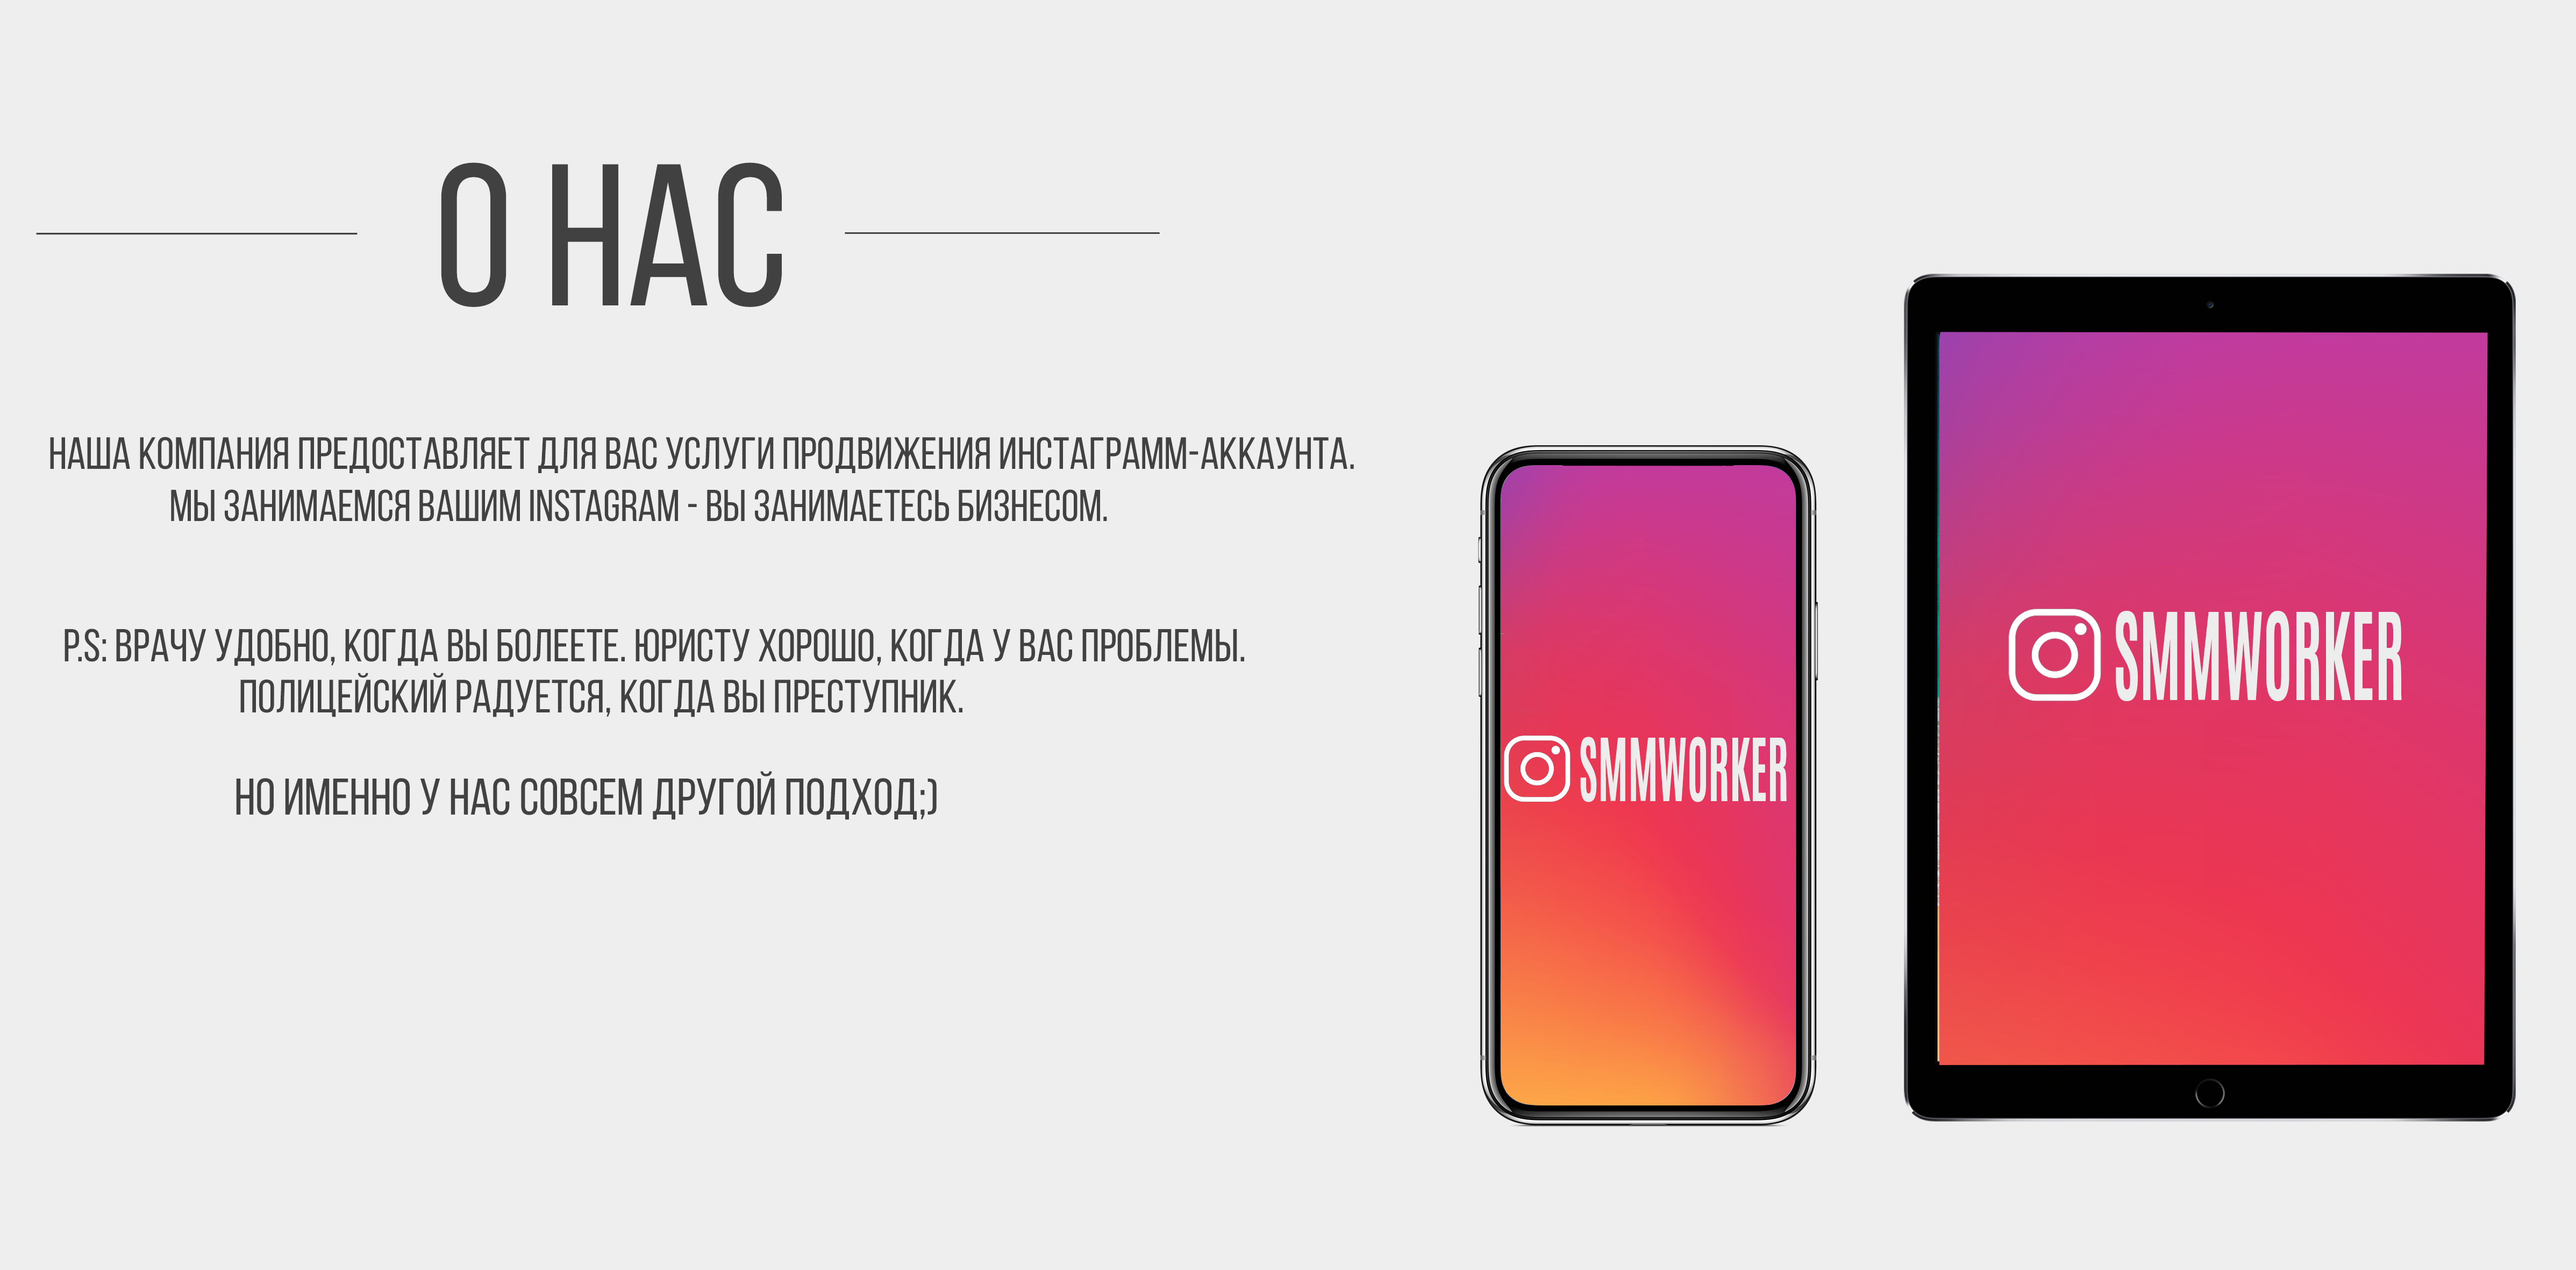 О НАС
НАША КОМПАНИЯ ПРЕДОСТАВЛЯЕТ ДЛЯ ВАС УСЛУГИ ПРОДВИЖЕНИЯ ИНСТАГРАММ-АККАУНТА.
МЫ ЗАНИМАЕМСЯ ВАШИМ INSTAGRAM - ВЫ ЗАНИМАЕТЕСЬ БИЗНЕСОМ.
P.S: ВРАЧУ УДОБНО, КОГДА ВЫ БОЛЕЕТЕ. ЮРИСТУ ХОРОШО, КОГДА У ВАС ПРОБЛЕМЫ.
ПОЛИЦЕЙСКИЙ РАДУЕТСЯ, КОГДА ВЫ ПРЕСТУПНИК.
НО ИМЕННО У НАС СОВСЕМ ДРУГОЙ ПОДХОД;)
SMMWORKER
SMMWORKER